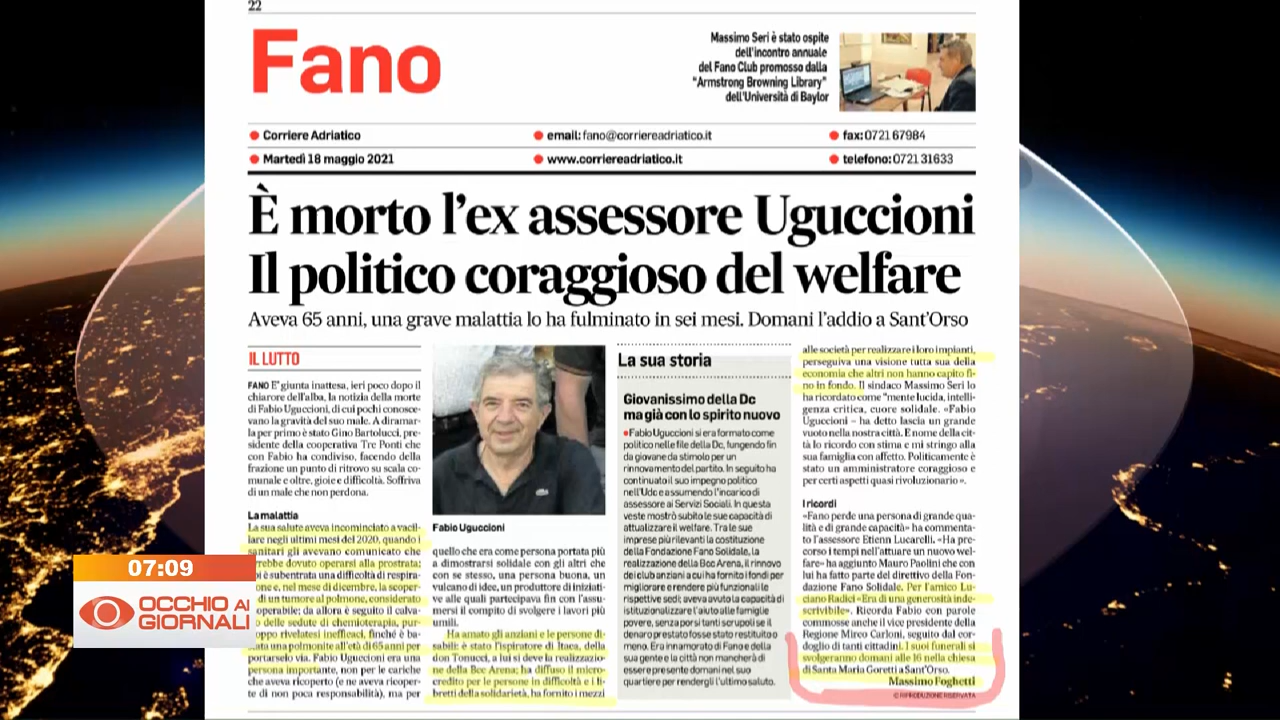 22
Fano
Massimo Seri è stato ospite
dell'incontro annuale
del Fano Club promosso dalla
"Armstrong Browning Library"
dell'Università di Baylor
Corriere Adriatico
email: fano@corriereadriatico.it
fax: 0721 67984
Martedì 18 maggio 2021
www.corriereadriatico.it
telefono: 0721 31633
È morto l'ex assessore Uguccioni
Il politico coraggioso del welfare
Aveva 65 anni, una grave malattia lo ha fulminato in sei mesi. Domani l'addio a Sant'Orso
IL LUTTO
FANO E' giunta inattesa, ieri poco dopo il
chiarore dell'alba, la notizia della morte
di Fabio Uguccioni, di cui pochi conosce-
vano la gravità del suo male. A diramar-
la per primo è stato Gino Bartolucci, pre-
sidente della cooperativa Tre Ponti che
con Fabio ha condiviso, facendo della
frazione un punto di ritrovo su scala co-
munale e oltre, gioie e difficoltà. Soffriva
di un male che non perdona.
La malattia
La sua salute aveva incominciato a vacil-
lare negli ultimi mesi del 2020, quando i
sanitari gli avevano comunicato che
vrebbe dovuto operarsi alla prostata;
oi è subentrata una difficoltà di respira-
one e, nel mese di dicembre, la scoper-
di un tumore al polmone, considerato
operabile; da allora è seguito il calva-
o delle sedute di chemioterapia, pur-
oppo rivelatesi inefficaci, finché è ba-
stata una polmonite all'età di 65 anni per
portarselo via. Fabio Uguccioni era una
persona importante, non per le cariche
che aveva ricoperto (e ne aveva ricoper-
te di non poca responsabilità), ma per
Fabio Uguccioni
quello che era come persona portata più
a dimostrarsi solidale con gli altri che
con se stesso, una persona buona, un
vulcano di idee, un produttore di iniziati-
ve alle quali partecipava fin con l'assu-
mersi il compito di svolgere i lavori più
umili.
Ha amato gli anziani e le persone di-
sabili: è stato l'ispiratore di Itaca, della
don Tonucci, a lui si deve la realizzazio-
ne della Bcc Arena; ha diffuso il micro-
credito per le persone in difficoltà e i li-
bretti della solidarietà, ha fornito i mezzi
La sua storia
Giovanissimo della Dc
ma già con lo spirito nuovo
Fabio Uguccioni si era formato come
politico nelle file della Dc, fungendo fin
da giovane da stimolo per un
rinnovamento del partito. In seguito ha
continuato il suo impegno politico
nell'Udc e assumendo l'incarico di
assessore ai Servizi Sociali. In questa
veste mostrò subito le sue capacità di
attualizzare il welfare. Tra le sue
imprese più rilevanti la costituzione
della Fondazione Fano Solidale, la
realizzazione della Bcc Arena, il rinnovo
dei club anziani a cui ha fornito i fondi per
migliorare e rendere più funzionali le
rispettive sedi; aveva avuto la capacità di
istituzionalizzare l'aiuto alle famiglie
povere, senza porsi tanti scrupoli se il
denaro prestato fosse stato restituito o
meno. Era innamorato di Fano e della
sua gente e la città non mancherà di
essere presente domani nel suo
quartiere per rendergli l'ultimo saluto.
alle società per realizzare i loro impianti,
perseguiva una visione tutta sua della
economia che altri non hanno capito fi-
no in fondo. Il sindaco Massimo Seri lo
ha ricordato come "mente lucida, intelli-
genza critica, cuore solidale. «Fabio
Uguccioni – ha detto lascia un grande
vuoto nella nostra città. E nome della cit-
tà lo ricordo con stima e mi stringo alla
sua famiglia con affetto. Politicamente è
stato un amministratore coraggioso e
per certi aspetti quasi rivoluzionario ».
I ricordi
«Fano perde una persona di grande qua-
lità e di grande capacità» ha commenta-
to l'assessore Etienn Lucarelli. «Ha pre-
corso i tempi nell'attuare un nuovo wel-
fare» ha aggiunto Mauro Paolini che con
lui ha fatto parte del direttivo della Fon-
dazione Fano Solidale. Per l'amico Lu-
ciano Radici «Era di una generosità inde-
scrivibile». Ricorda Fabio con parole
commosse anche il vice presidente della
Regione Mirco Carloni, seguito dal cor-
doglio di tanti cittadini. I suoi funerali si
svolgeranno domani alle 16 nella chiesa
di Santa Maria Goretti a Sant'Orso.
Massimo Foghetti
© RIPRODUZIONE RISERVATA
07:09
OCCHIO AI
GIORNALI